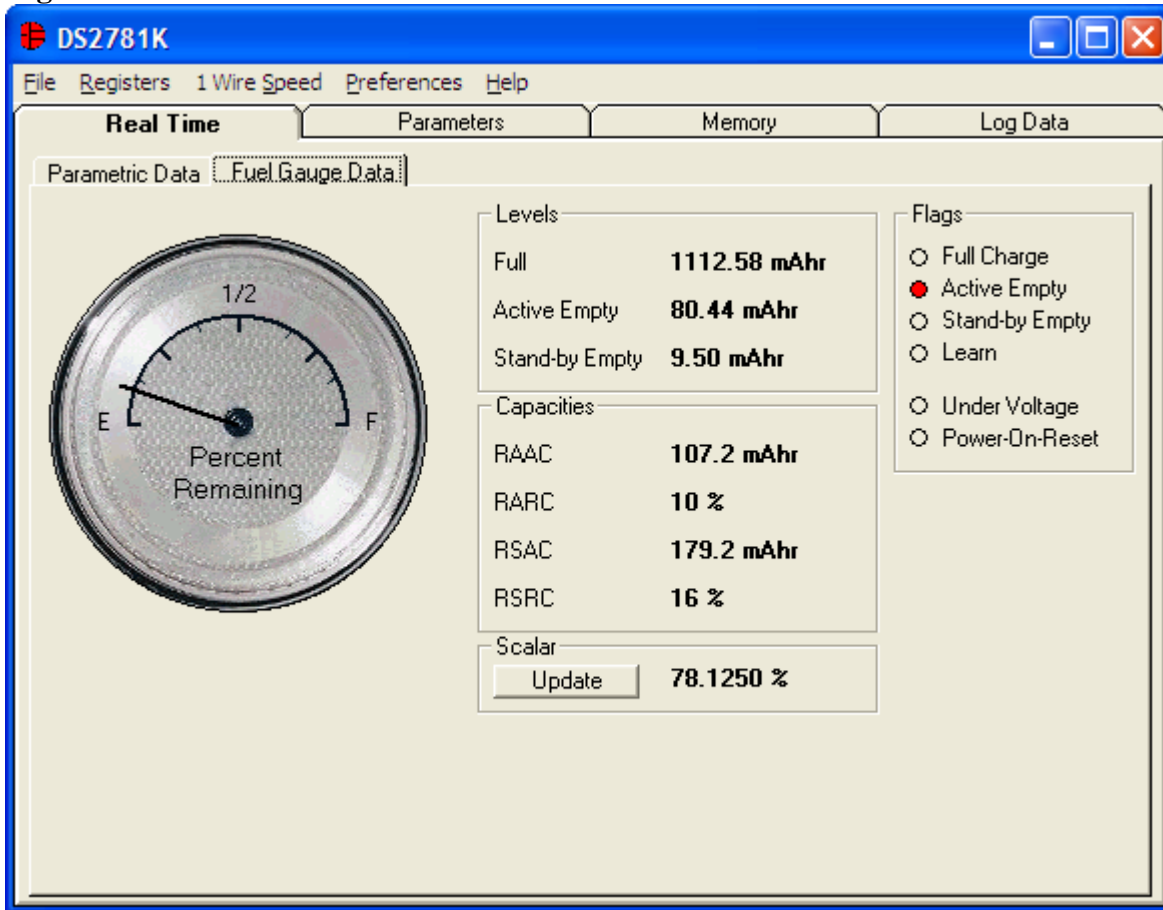 DS2781K
File Registers 1 Wire Speed Preferences Help
Real Time Parameters Memory Log Data
Parametric Data Fuel Gauge Data
1/2
E F
Percent
Remaining
Levels
Full 1112.58 mAhr
Active Empty 80.44 mAhr
Stand-by Empty 9.50 mAhr
Capacities
RAAC 107.2 mAhr
RARC 10 %
RSAC 179.2 mAhr
RSRC 16 %
Scalar
Update 78.1250 %
Flags
Full Charge
Active Empty
Stand-by Empty
Learn
Under Voltage
Power-On-Reset